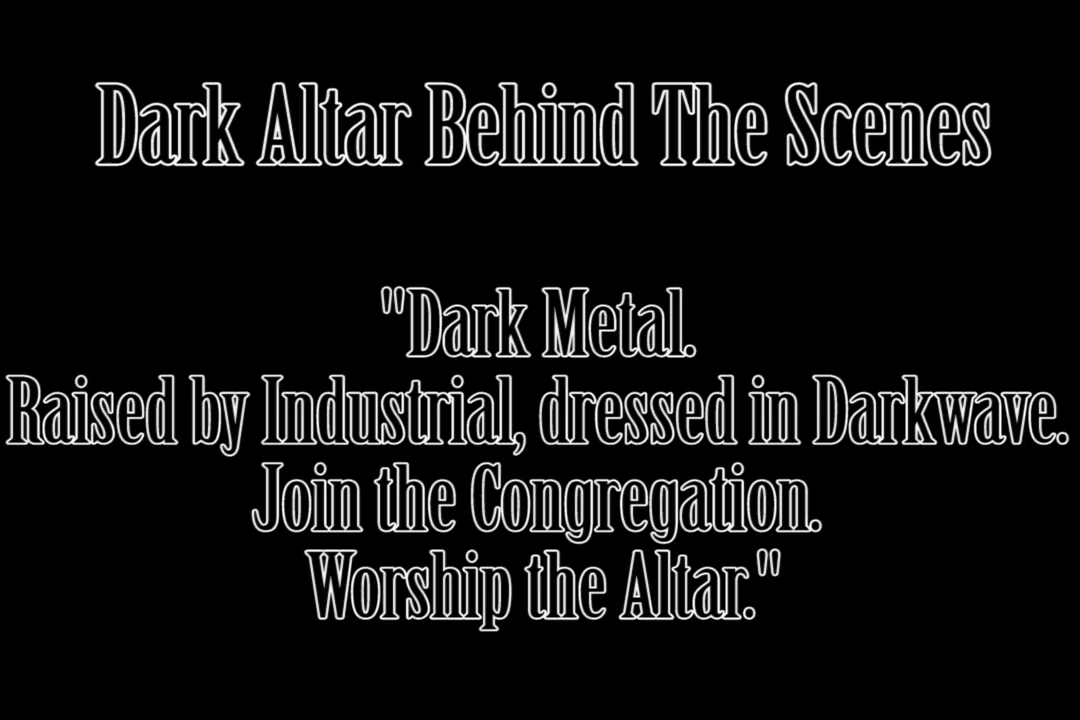 Dark Altar Behind The Scenes
"Dark Metal.
Raised by Industrial, dressed in Darkwave.
Join the Congregation.
Worship the Altar."